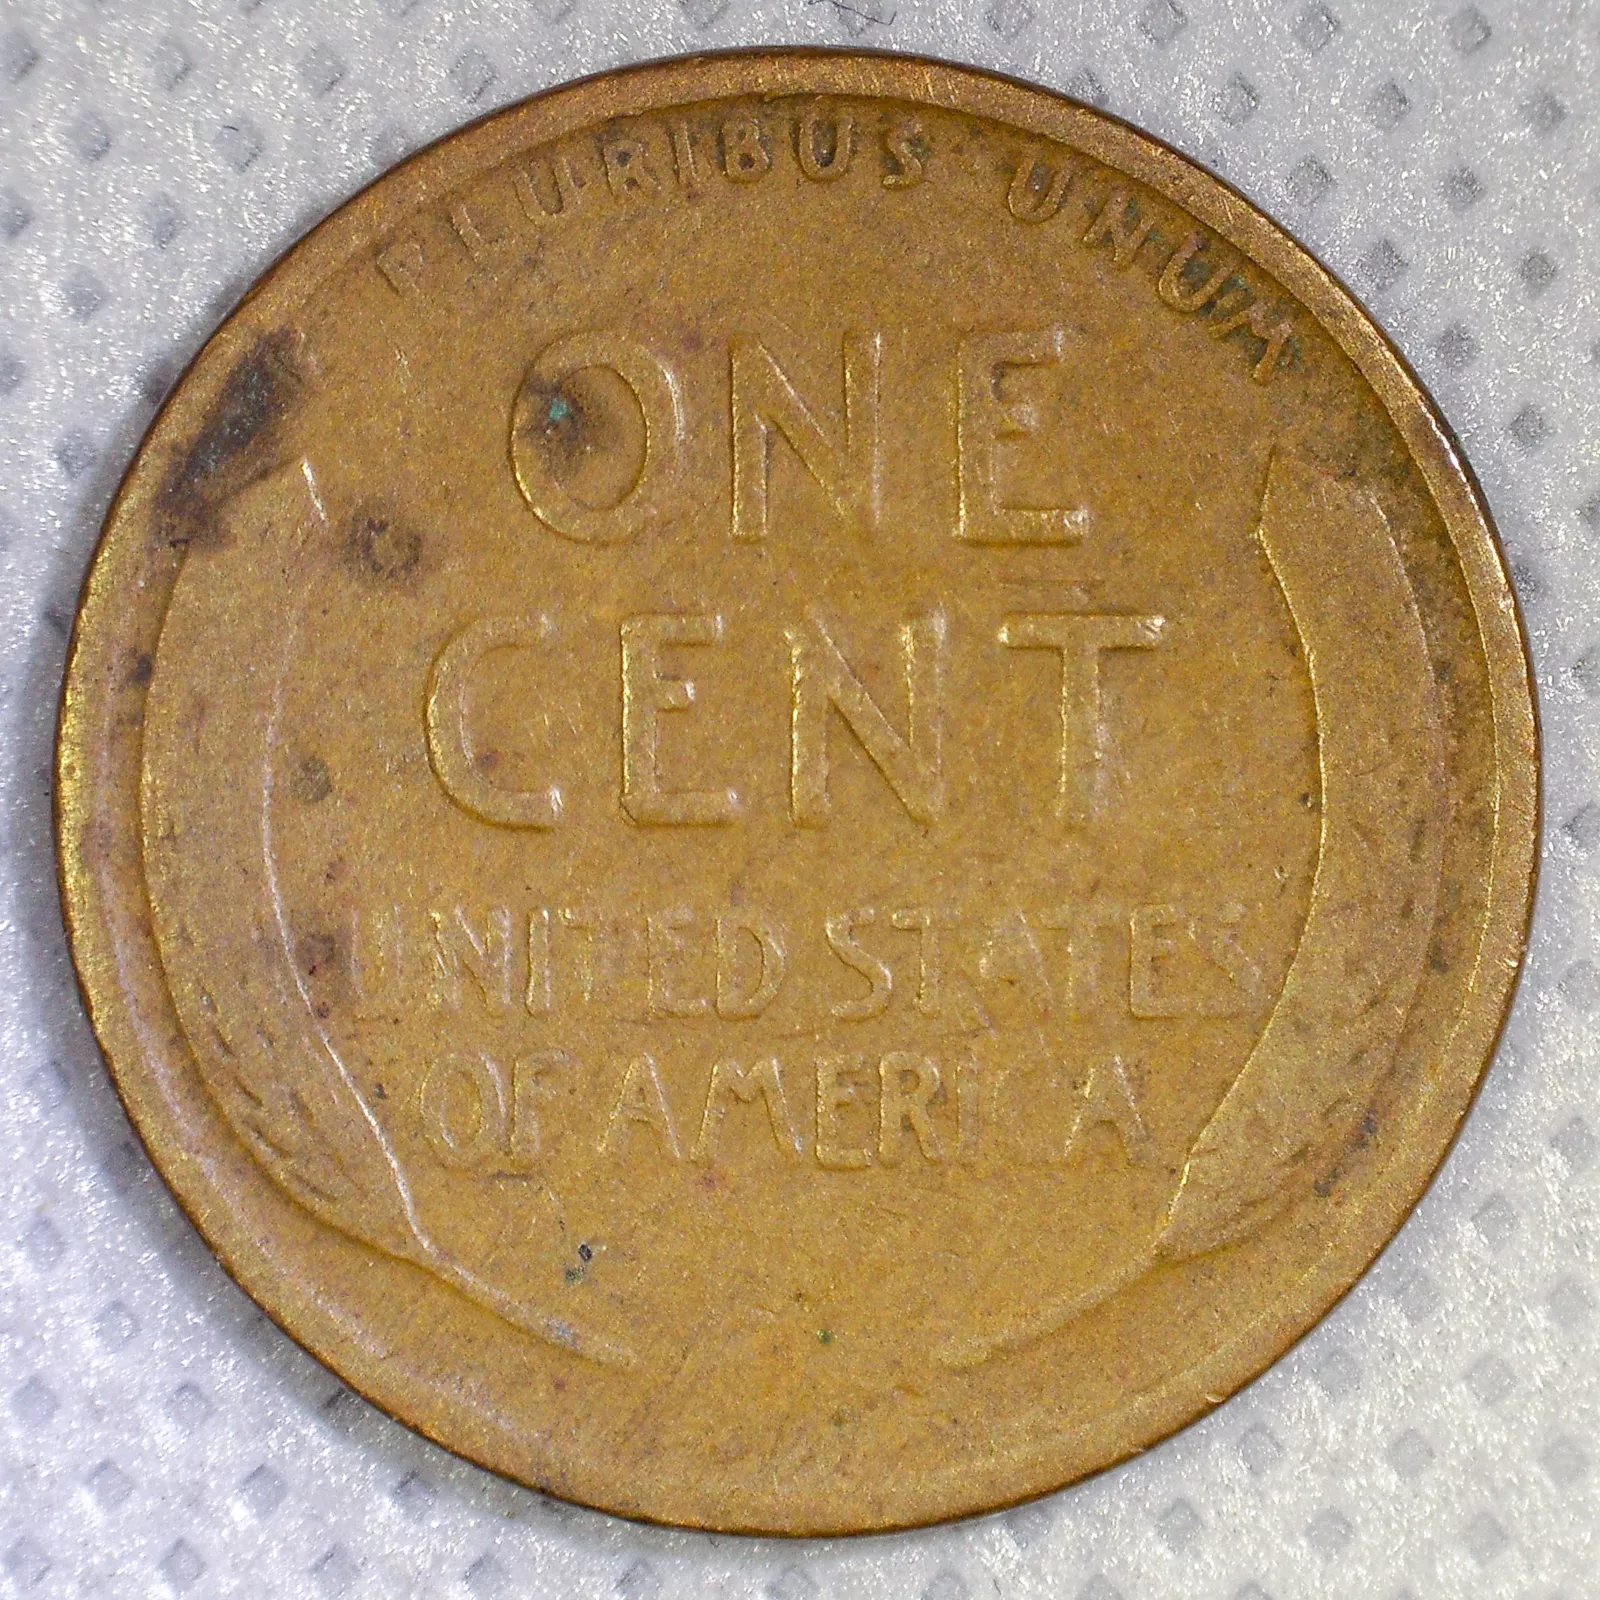 PLURIBUS · UNUM
ONE
CENT
UNITED STATES
OF AMERICA